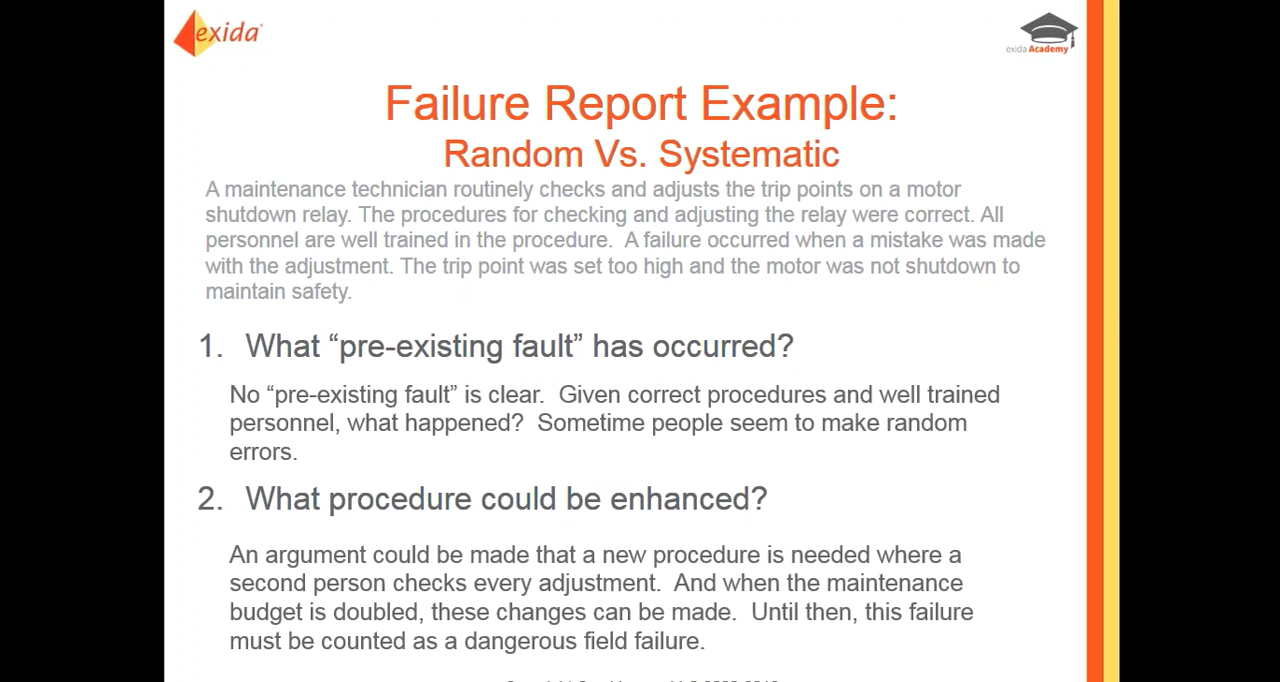 exida
exida Academy
Failure Report Example:
Random Vs. Systematic
A maintenance technician routinely checks and adjusts the trip points on a motor
shutdown relay. The procedures for checking and adjusting the relay were correct. All
personnel are well trained in the procedure. A failure occurred when a mistake was made
with the adjustment. The trip point was set too high and the motor was not shutdown to
maintain safety.
1. What “pre-existing fault” has occurred?
No “pre-existing fault” is clear. Given correct procedures and well trained
personnel, what happened? Sometime people seem to make random
errors.
2. What procedure could be enhanced?
An argument could be made that a new procedure is needed where a
second person checks every adjustment. And when the maintenance
budget is doubled, these changes can be made. Until then, this failure
must be counted as a dangerous field failure.